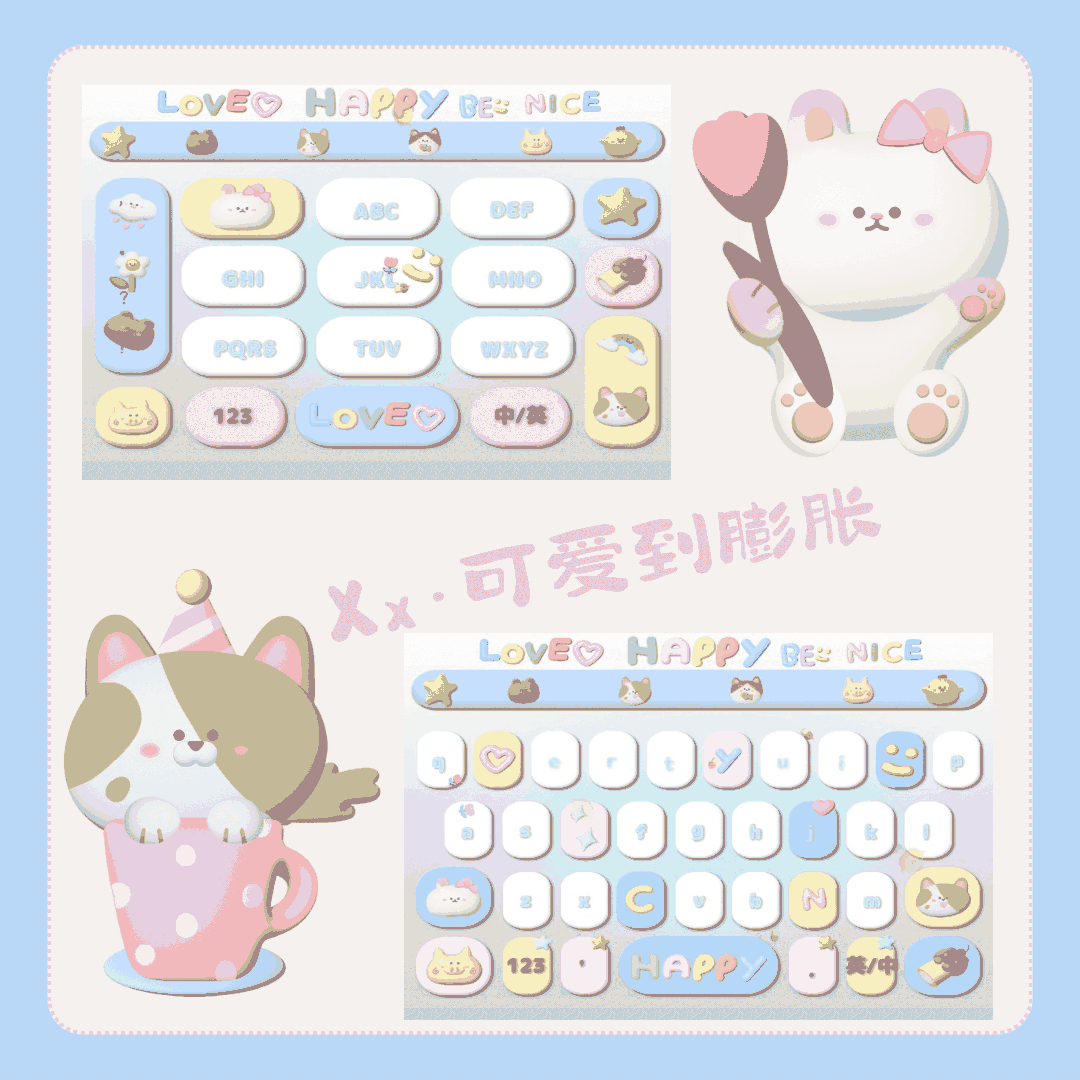 LOVE HAPPY BE NICE
ABC DEF
GHI JKL MNO
PQRS TUV WXYZ
123 LOVE 中/英
Xx·可爱到膨胀
LOVE HAPPY BE NICE
q e r t y u i p
a s f g h j k l
z x C v b N m
123 HAPPY 英/中